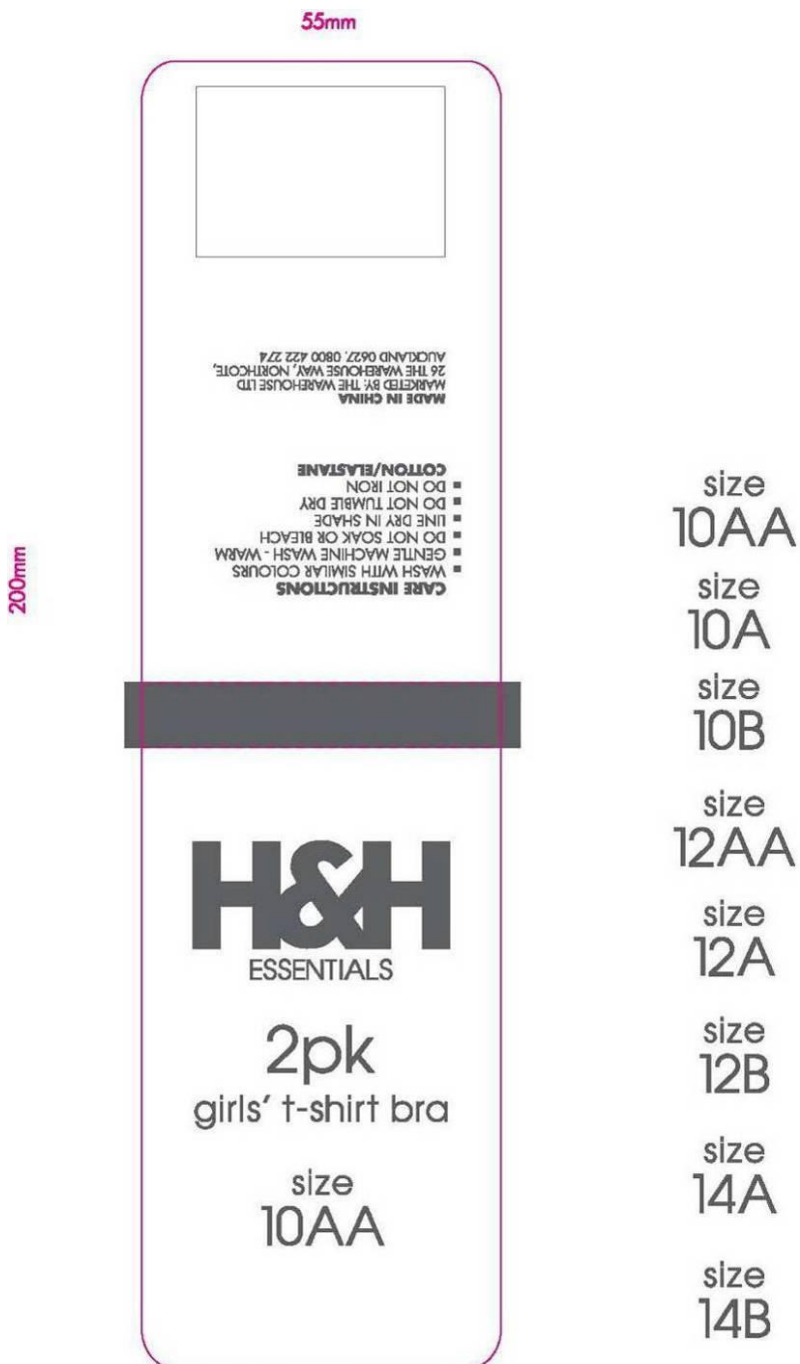 55mm
200mm
CARE INSTRUCTIONS
▪ WASH WITH SIMILAR COLOURS
▪ GENTLE MACHINE WASH - WARM
▪ DO NOT SOAK OR BLEACH
▪ LINE DRY IN SHADE
▪ DO NOT TUMBLE DRY
▪ DO NOT IRON
COTTON/ELASTANE
MADE IN CHINA
MARKETED BY: THE WAREHOUSE LTD
26 THE WAREHOUSE WAY, NORTHCOTE,
AUCKLAND 0627. 0800 422 274
H&H
ESSENTIALS
2pk
girls' t-shirt bra
size
10AA
size
10AA
size
10A
size
10B
size
12AA
size
12A
size
12B
size
14A
size
14B